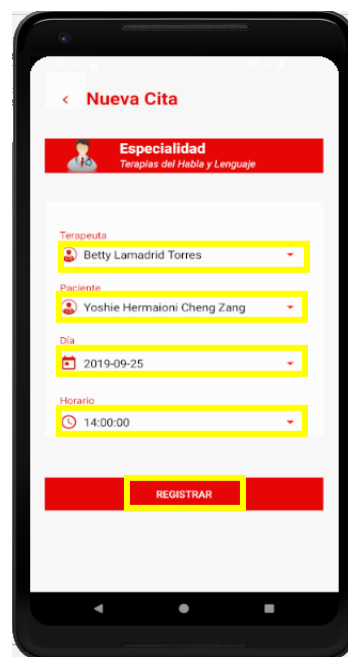 Nueva Cita
Especialidad
Terapias del Habla y Lenguaje
Terapeuta
Betty Lamadrid Torres
Paciente
Yoshie Hermaioni Cheng Zang
Día
2019-09-25
Horario
14:00:00
REGISTRAR